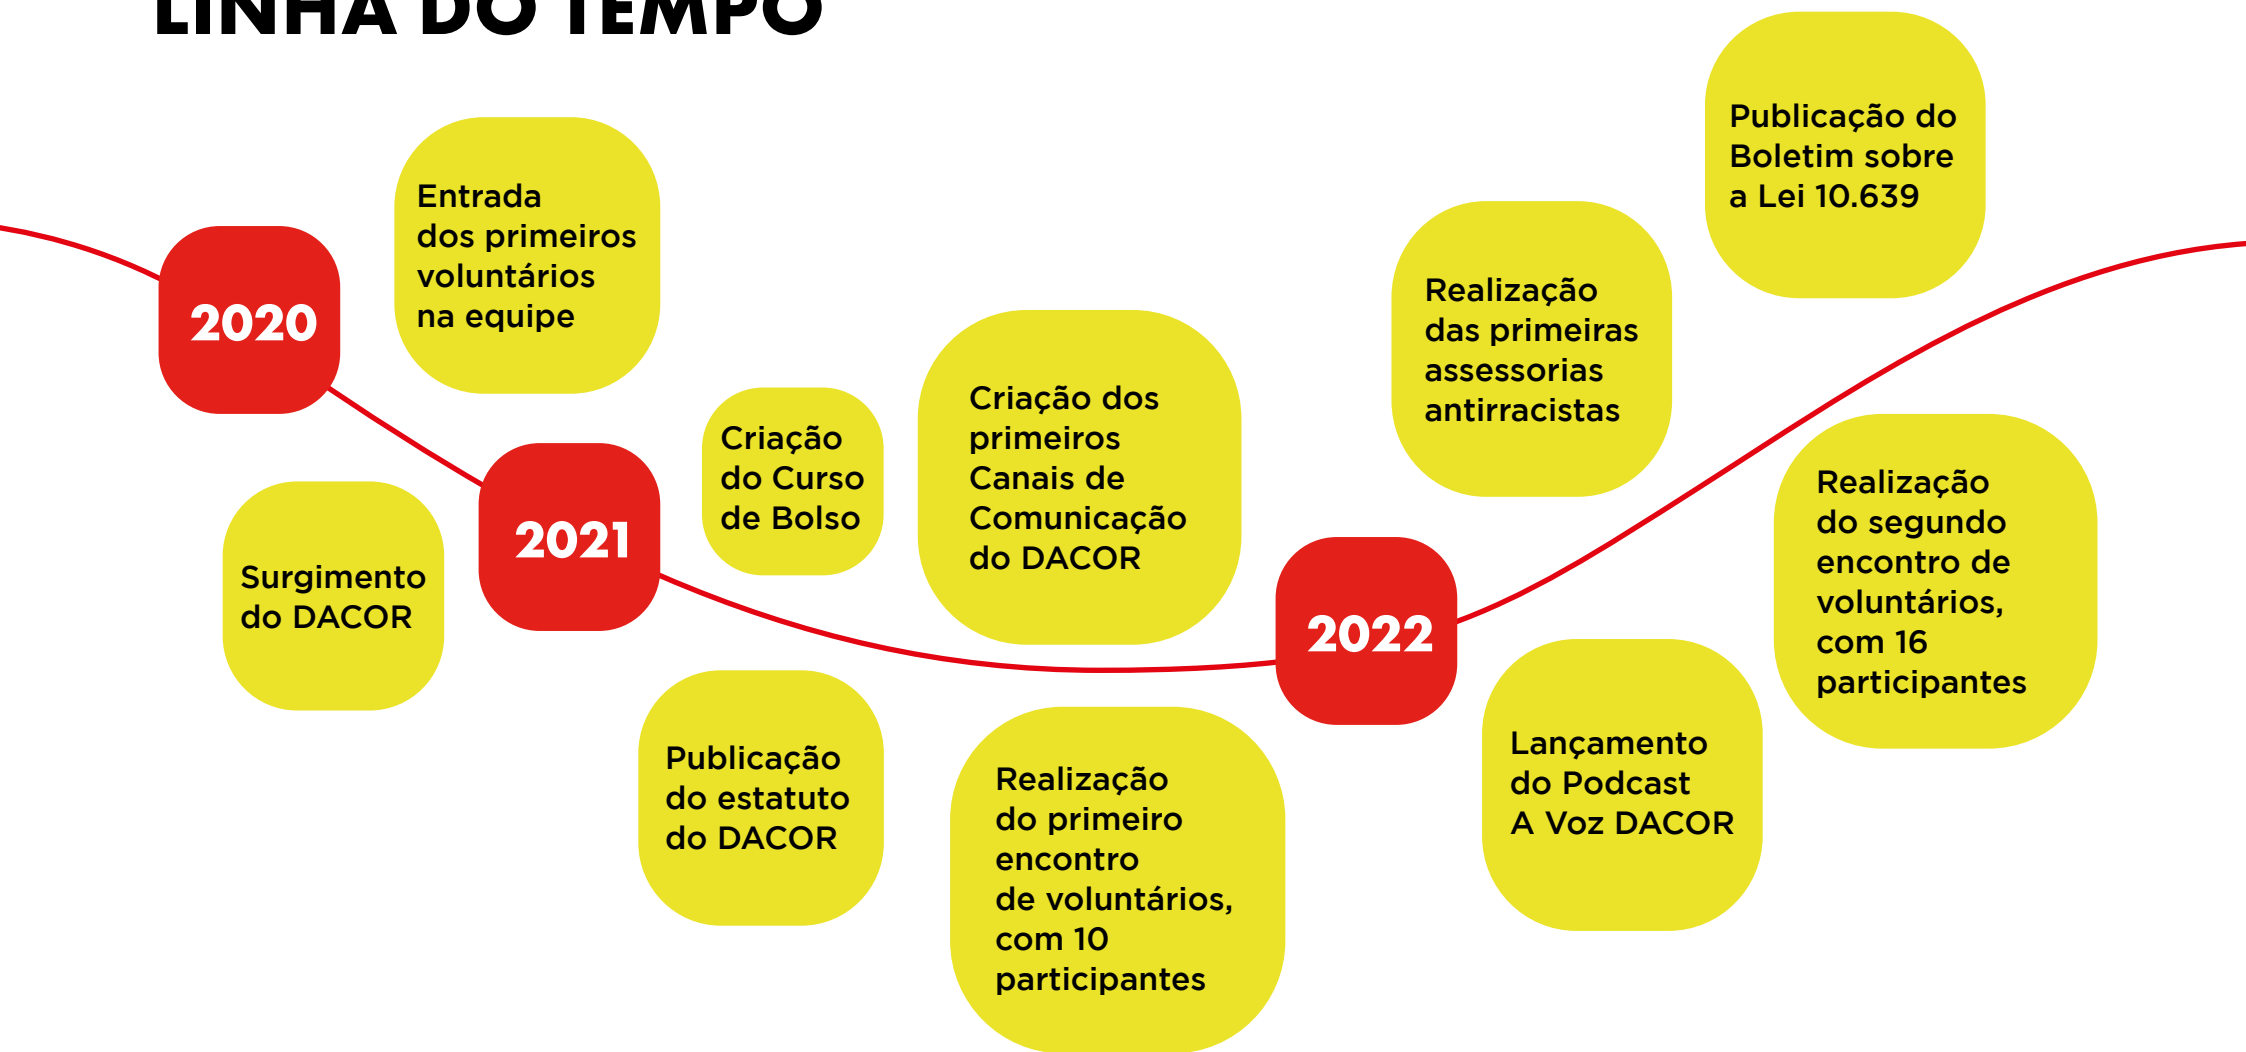 LINHA DO TEMPO
2020
Surgimento
do DACOR
Entrada
dos primeiros
voluntários
na equipe
2021
Publicação
do estatuto
do DACOR
Criação
do Curso
de Bolso
Criação dos
primeiros
Canais de
Comunicação
do DACOR
Realização
do primeiro
encontro
de voluntários,
com 10
participantes
2022
Realização
das primeiras
assessorias
antirracistas
Lançamento
do Podcast
A Voz DACOR
Publicação do
Boletim sobre
a Lei 10.639
Realização
do segundo
encontro de
voluntários,
com 16
participantes